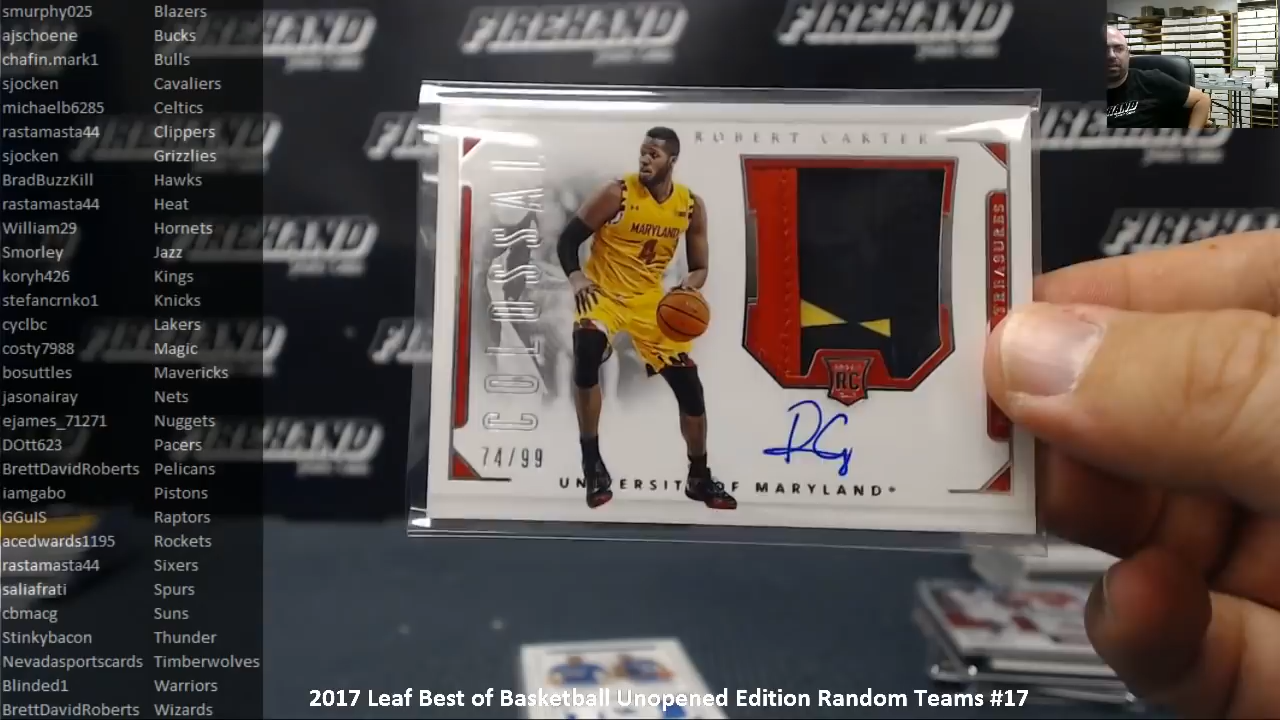 smurphy025 Blazers
ajschoene Bucks
chafin.mark1 Bulls
sjocken Cavaliers
michaelb6285 Celtics
rastamasta44 Clippers
sjocken Grizzlies
BradBuzzKill Hawks
rastamasta44 Heat
William29 Hornets
Smorley Jazz
koryh426 Kings
stefancrnko1 Knicks
cyclbc Lakers
costy7988 Magic
bosuttles Mavericks
jasonairay Nets
ejames_71271 Nuggets
DOtt623 Pacers
BrettDavidRoberts Pelicans
iamgabo Pistons
GGuIS Raptors
acedwards1195 Rockets
rastamasta44 Sixers
saliafrati Spurs
cbmacg Suns
Stinkybacon Thunder
Nevadasportscards Timberwolves
Blinded1 Warriors
BrettDavidRoberts Wizards
FIREHAND
FIREHAND
FIREHAND
ROBERT CARTER
COLOSSAL
TREASURES
MARYLAND
4
RC
74/99
UNIVERSITY OF MARYLAND
2017 Leaf Best of Basketball Unopened Edition Random Teams #17